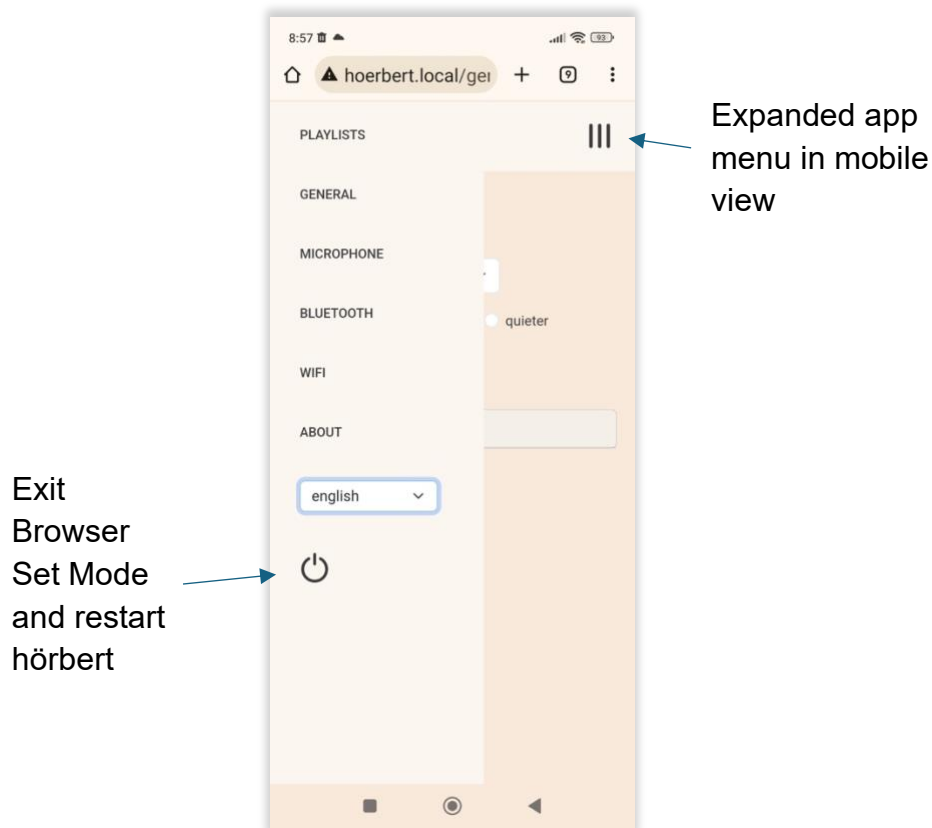 8:57
93
hoerbert.local/ger
9
PLAYLISTS
Expanded app
menu in mobile
view
GENERAL
MICROPHONE
BLUETOOTH
quieter
WIFI
ABOUT
english
Exit
Browser
Set Mode
and restart
hörbert